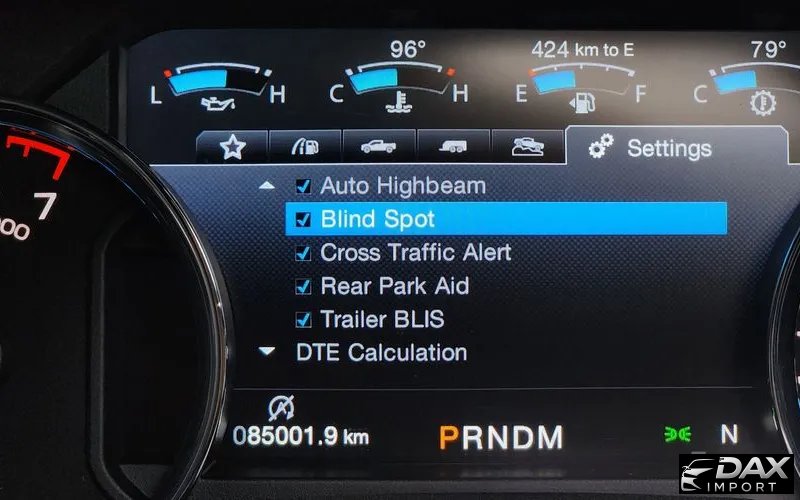 96° 424 km to E 79°
L H C H E F C
Settings
7
Auto Highbeam
Blind Spot
Cross Traffic Alert
Rear Park Aid
Trailer BLIS
DTE Calculation
A
085001.9 km PRNDM N
DAX
IMPORT